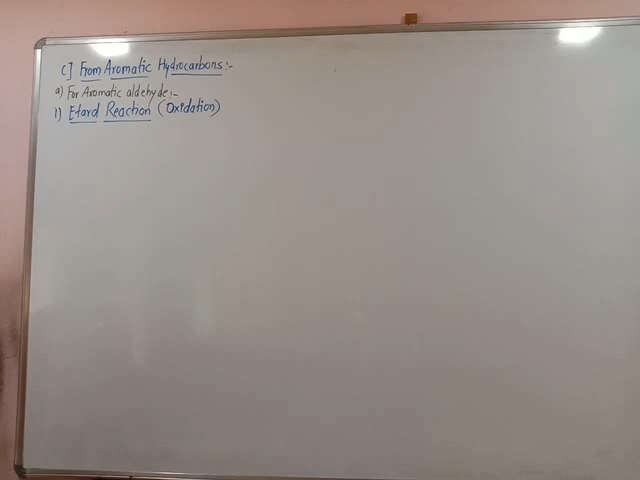 C] From Aromatic Hydrocarbons:-
a) For Aromatic aldehyde:-
1) Etard Reaction (Oxidation)